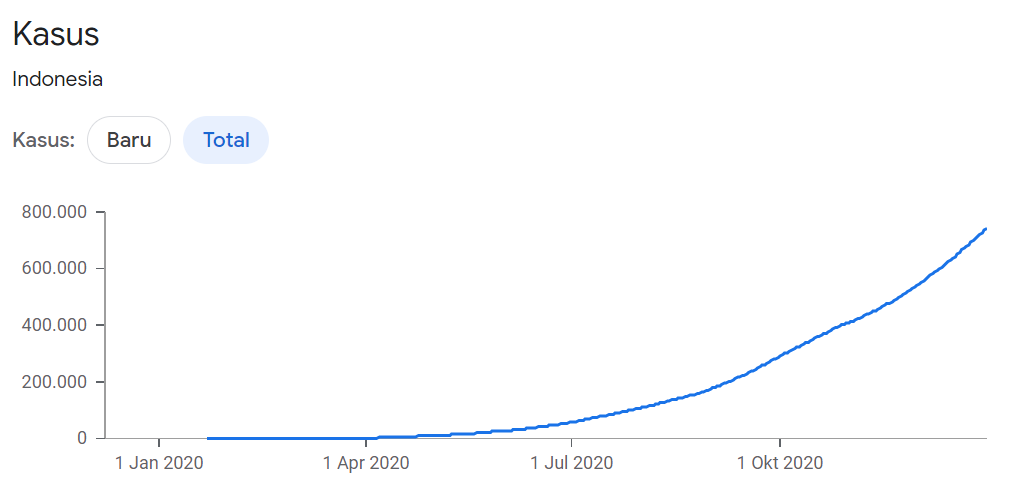 Kasus
Indonesia
Kasus: Baru Total
800.000
600.000
400.000
200.000
0
1 Jan 2020 1 Apr 2020 1 Jul 2020 1 Okt 2020